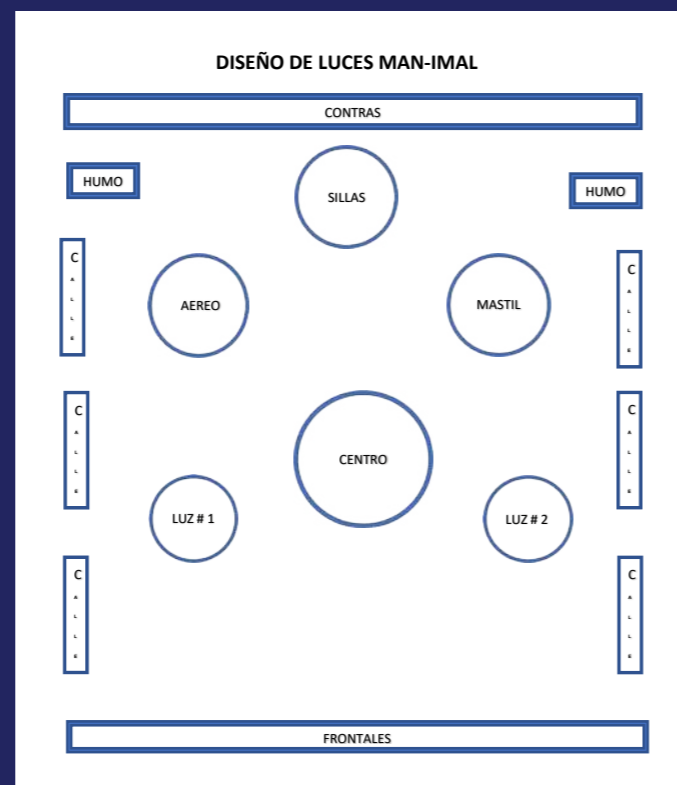 DISEÑO DE LUCES MAN-IMAL
CONTRAS
HUMO
SILLAS
HUMO
CALLE
AEREO
MASTIL
CALLE
CALLE
CENTRO
CALLE
LUZ # 1
LUZ # 2
CALLE
CALLE
FRONTALES